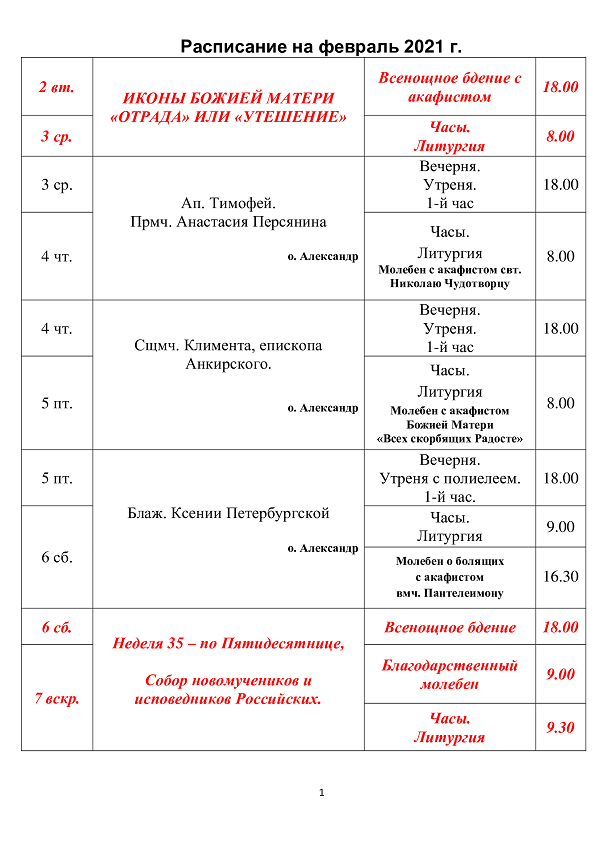 Расписание на февраль 2021 г.
2 вт.
ИКОНЫ БОЖИЕЙ МАТЕРИ
«ОТРАДА» ИЛИ «УТЕШЕНИЕ»
Всенощное бдение с
акафистом
18.00
3 ср.
Часы.
Литургия
8.00
3 ср.
Ап. Тимофей.
Прмч. Анастасия Персянина
о. Александр
Вечерня.
Утреня.
1-й час
18.00
4 чт.
Часы.
Литургия
Молебен с акафистом свт.
Николаю Чудотворцу
8.00
4 чт.
Сщмч. Климента, епископа
Анкирского.
о. Александр
Вечерня.
Утреня.
1-й час
18.00
5 пт.
Часы.
Литургия
Молебен с акафистом
Божией Матери
«Всех скорбящих Радосте»
8.00
5 пт.
Блаж. Ксении Петербургской
о. Александр
Вечерня.
Утреня с полиелеем.
1-й час.
18.00
6 сб.
Часы.
Литургия
9.00
Молебен о болящих
с акафистом
вмч. Пантелеимону
16.30
6 сб.
Неделя 35 – по Пятидесятнице,
Собор новомучеников и
исповедников Российских.
Всенощное бдение
18.00
7 вскр.
Благодарственный
молебен
9.00
Часы.
Литургия
9.30
1